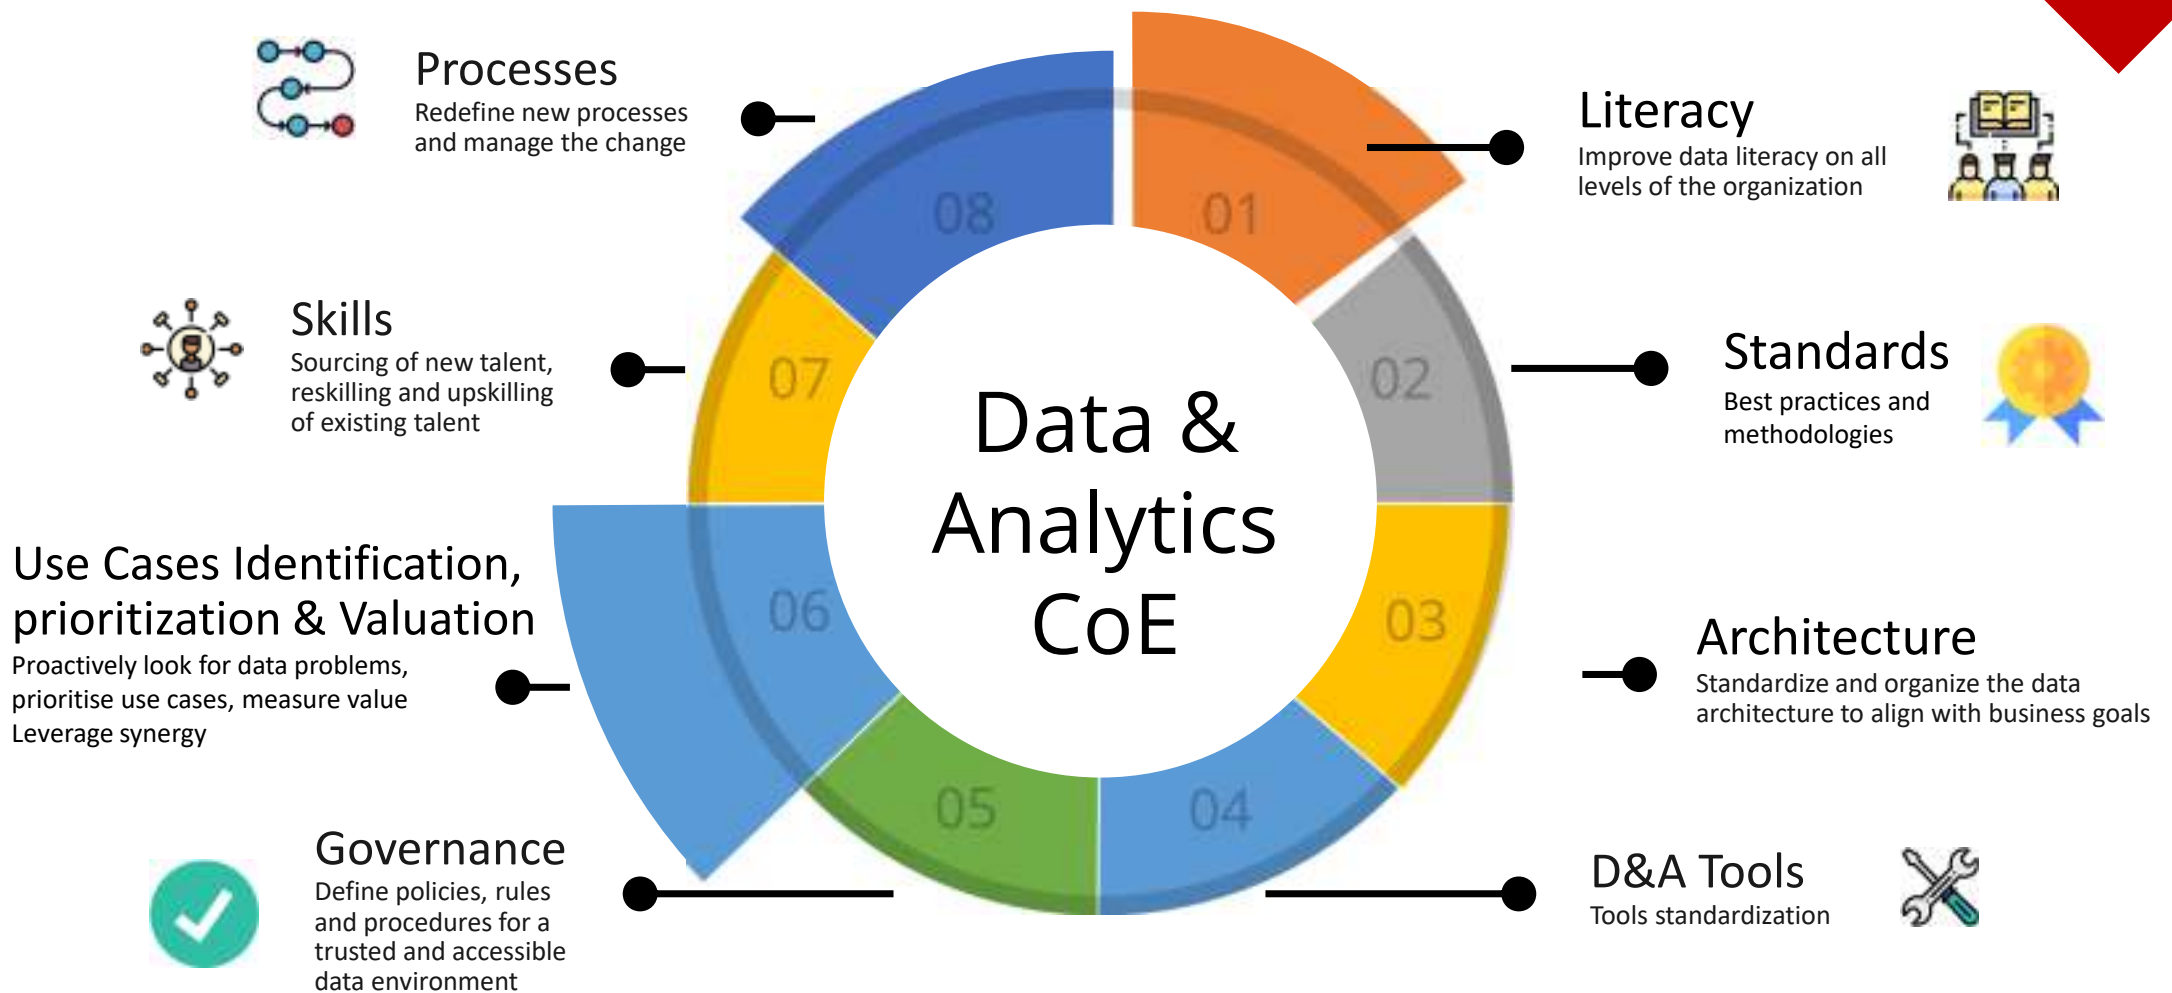 Processes
Redefine new processes
and manage the change
Literacy
Improve data literacy on all
levels of the organization
08
01
Skills
Sourcing of new talent,
reskilling and upskilling
of existing talent
07
02
Standards
Best practices and
methodologies
Data &
Analytics
CoE
Use Cases Identification,
prioritization & Valuation
Proactively look for data problems,
prioritise use cases, measure value
Leverage synergy
06
03
Architecture
Standardize and organize the data
architecture to align with business goals
05
04
Governance
Define policies, rules
and procedures for a
trusted and accessible
data environment
D&A Tools
Tools standardization